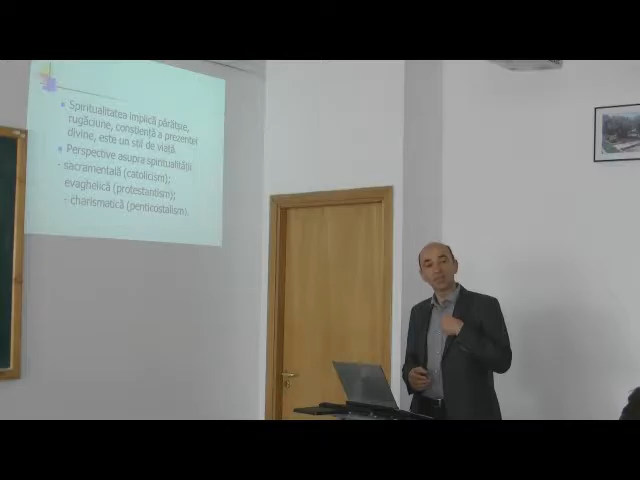 Spiritualitatea implică părtășie,
rugăciune, conștiență a prezenței
divine, este un stil de viață.
Perspective asupra spiritualității
- sacramentală (catolicism);
evaghelică (protestantism);
- charismatică (penticostalism).